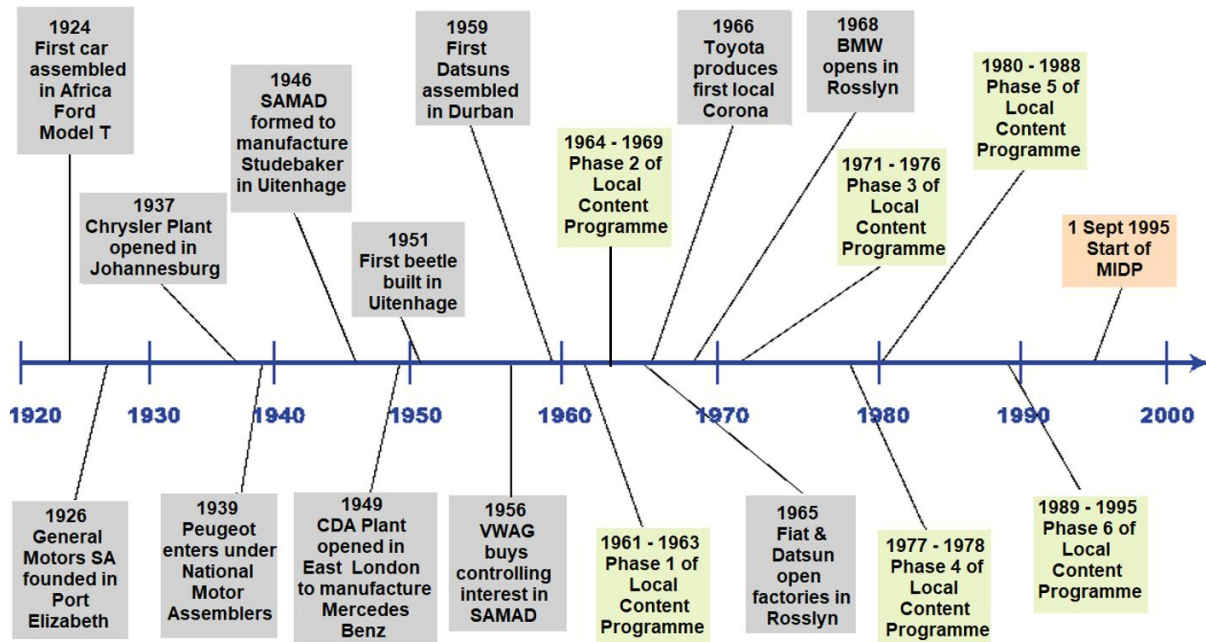 1924
First car
assembled
in Africa
Ford
Model T
1937
Chrysler Plant
opened in
Johannesburg
1946
SAMAD
formed to
manufacture
Studebaker
in Uitenhage
1951
First beetle
built in
Uitenhage
1959
First
Datsuns
assembled
in Durban
1964 - 1969
Phase 2 of
Local
Content
Programme
1966
Toyota
produces
first local
Corona
1968
BMW
opens in
Rosslyn
1971 - 1976
Phase 3 of
Local
Content
Programme
1980 - 1988
Phase 5 of
Local
Content
Programme
1 Sept 1995
Start of
MIDP
1920 1930 1940 1950 1960 1970 1980 1990 2000
1926
General
Motors SA
founded in
Port
Elizabeth
1939
Peugeot
enters under
National
Motor
Assemblers
1949
CDA Plant
opened in
East London
to manufacture
Mercedes
Benz
1956
VWAG
buys
controlling
interest in
SAMAD
1961 - 1963
Phase 1 of
Local
Content
Programme
1965
Fiat &
Datsun
open
factories in
Rosslyn
1977 - 1978
Phase 4 of
Local
Content
Programme
1989 - 1995
Phase 6 of
Local
Content
Programme